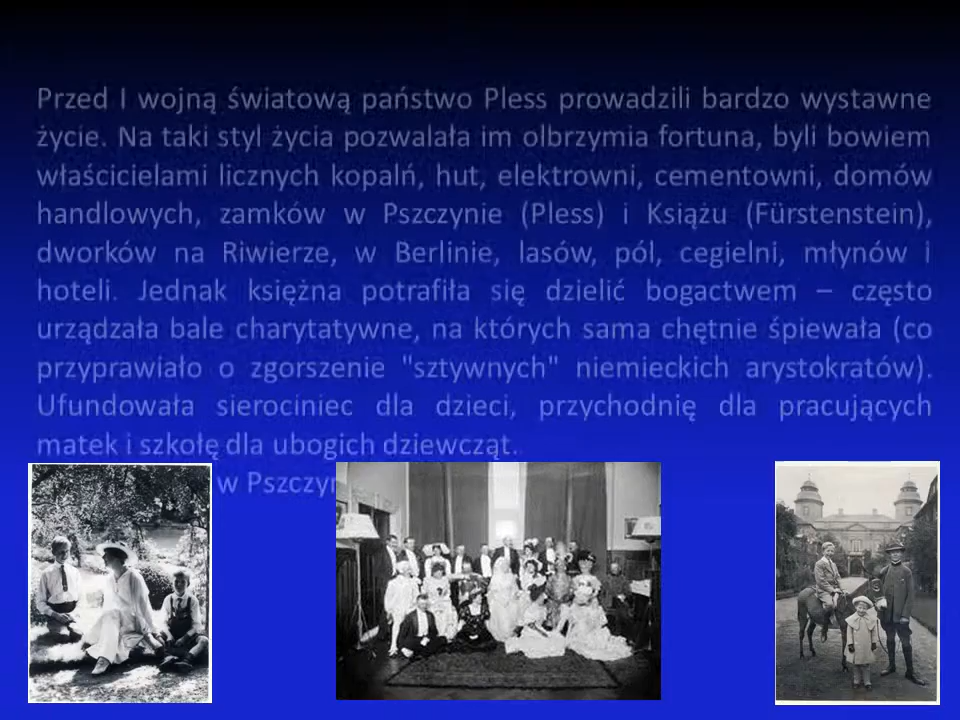 Przed I wojną światową państwo Pless prowadzili bardzo wystawne
życie. Na taki styl życia pozwalała im olbrzymia fortuna, byli bowiem
właścicielami licznych kopalń, hut, elektrowni, cementowni, domów
handlowych, zamków w Pszczynie (Pless) i Książu (Fürstenstein),
dworków na Riwierze, w Berlinie, lasów, pól, cegielni, młynów i
hoteli. Jednak księżna potrafiła się dzielić bogactwem – często
urządzała bale charytatywne, na których sama chętnie śpiewała (co
przyprawiało o zgorszenie "sztywnych" niemieckich arystokratów).
Ufundowała sierociniec dla dzieci, przychodnię dla pracujących
matek i szkołę dla ubogich dziewcząt.
w